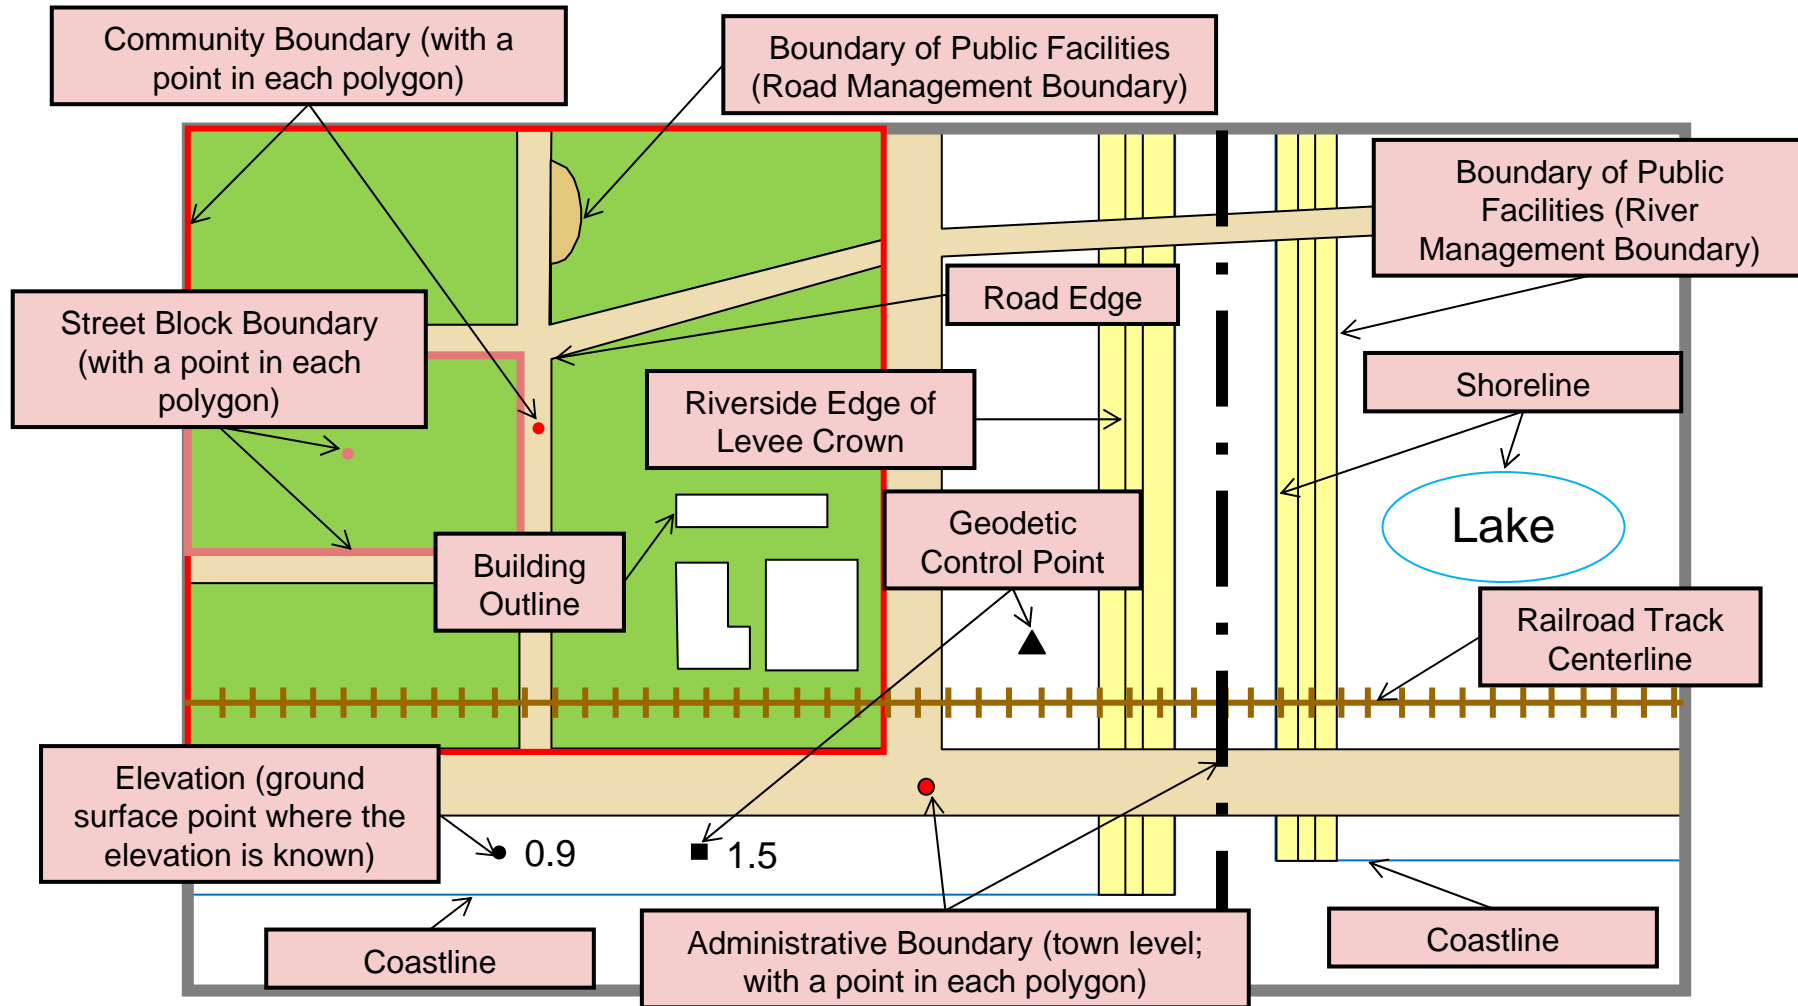 Community Boundary (with a
point in each polygon)
Boundary of Public Facilities
(Road Management Boundary)
Boundary of Public
Facilities (River
Management Boundary)
Street Block Boundary
(with a point in each
polygon)
Road Edge
Shoreline
Riverside Edge of
Levee Crown
Geodetic
Control Point
Lake
Building
Outline
Railroad Track
Centerline
Elevation (ground
surface point where the
elevation is known)
0.9
1.5
Coastline
Administrative Boundary (town level;
with a point in each polygon)
Coastline